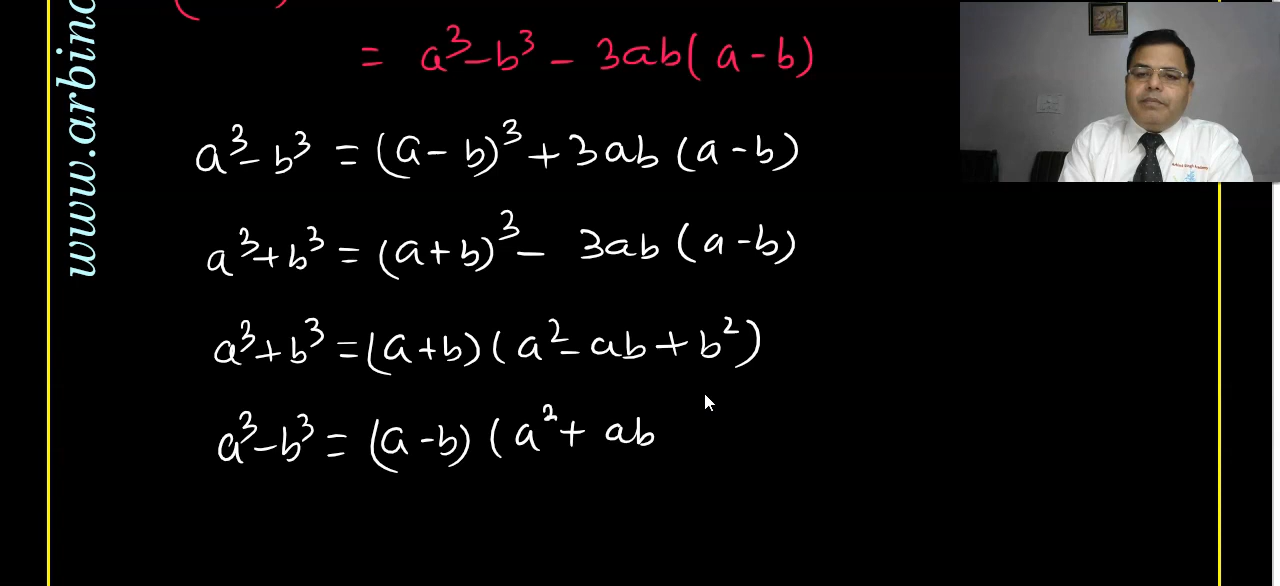 www.arbind
= a³-b³ - 3ab(a-b)
a³-b³ = (a-b)³+3ab(a-b)
a³+b³ = (a+b)³- 3ab(a-b)
a³+b³ =(a+b)(a²-ab+b²)
a³-b³ = (a-b)(a²+ ab